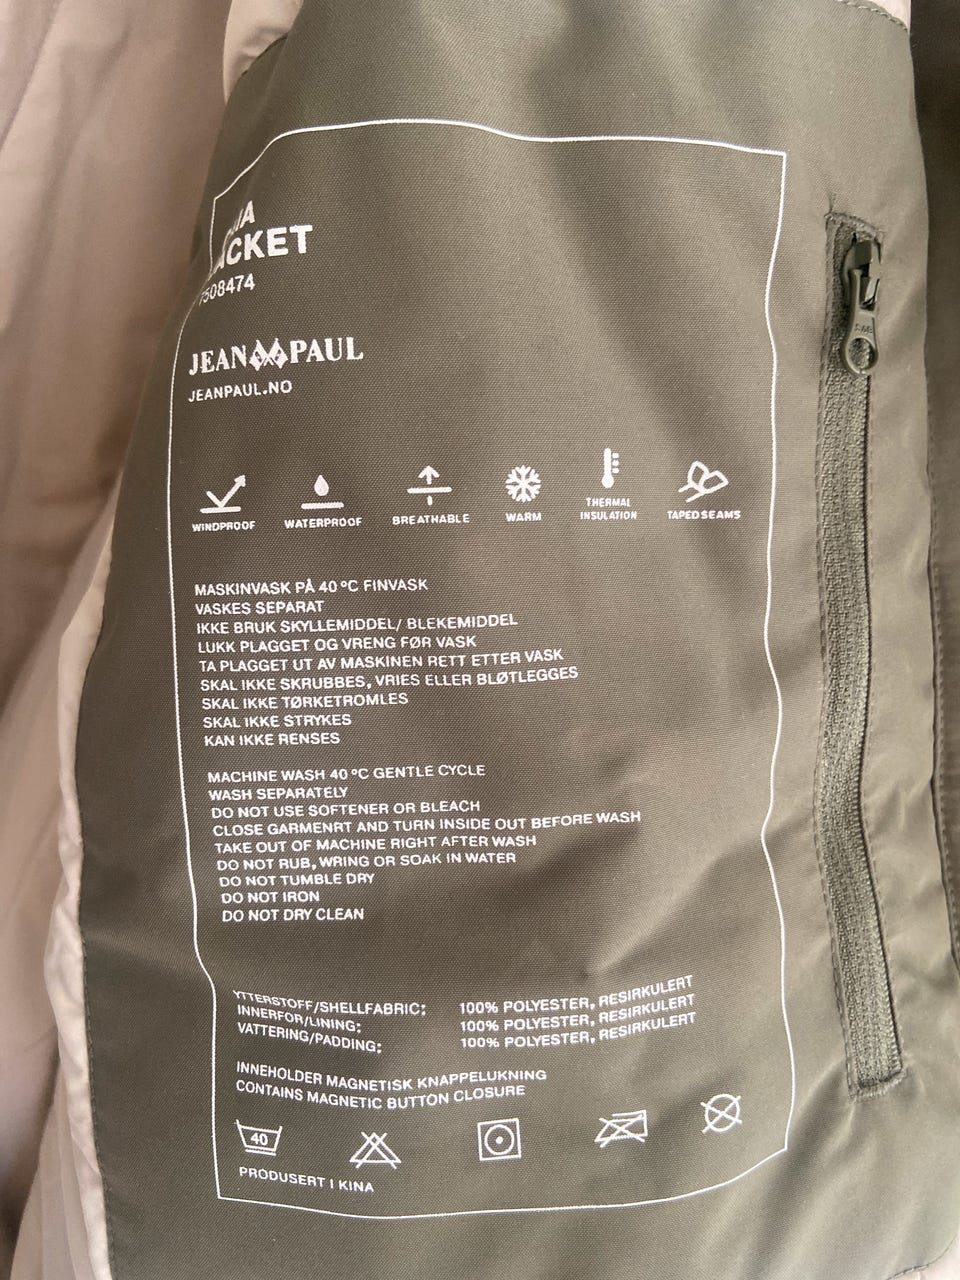 JACKET
7508474
JEAN PAUL
JEANPAUL.NO
WINDPROOF
WATERPROOF
BREATHABLE
WARM
THERMAL
INSULATION
TAPED SEAMS
MASKINVASK PÅ 40 ºC FINVASK
VASKES SEPARAT
IKKE BRUK SKYLLEMIDDEL/ BLEKEMIDDEL
LUKK PLAGGET OG VRENG FØR VASK
TA PLAGGET UT AV MASKINEN RETT ETTER VASK
SKAL IKKE SKRUBBES, VRIES ELLER BLØTLEGGES
SKAL IKKE TØRKETROMLES
SKAL IKKE STRYKES
KAN IKKE RENSES
MACHINE WASH 40 ºC GENTLE CYCLE
WASH SEPARATELY
DO NOT USE SOFTENER OR BLEACH
CLOSE GARMENRT AND TURN INSIDE OUT BEFORE WASH
TAKE OUT OF MACHINE RIGHT AFTER WASH
DO NOT RUB, WRING OR SOAK IN WATER
DO NOT TUMBLE DRY
DO NOT IRON
DO NOT DRY CLEAN
YTTERSTOFF/SHELLFABRIC: 100% POLYESTER, RESIRKULERT
INNERFOR/LINING: 100% POLYESTER, RESIRKULERT
VATTERING/PADDING: 100% POLYESTER, RESIRKULERT
INNEHOLDER MAGNETISK KNAPPELUKNING
CONTAINS MAGNETIC BUTTON CLOSURE
40
PRODUSERT I KINA